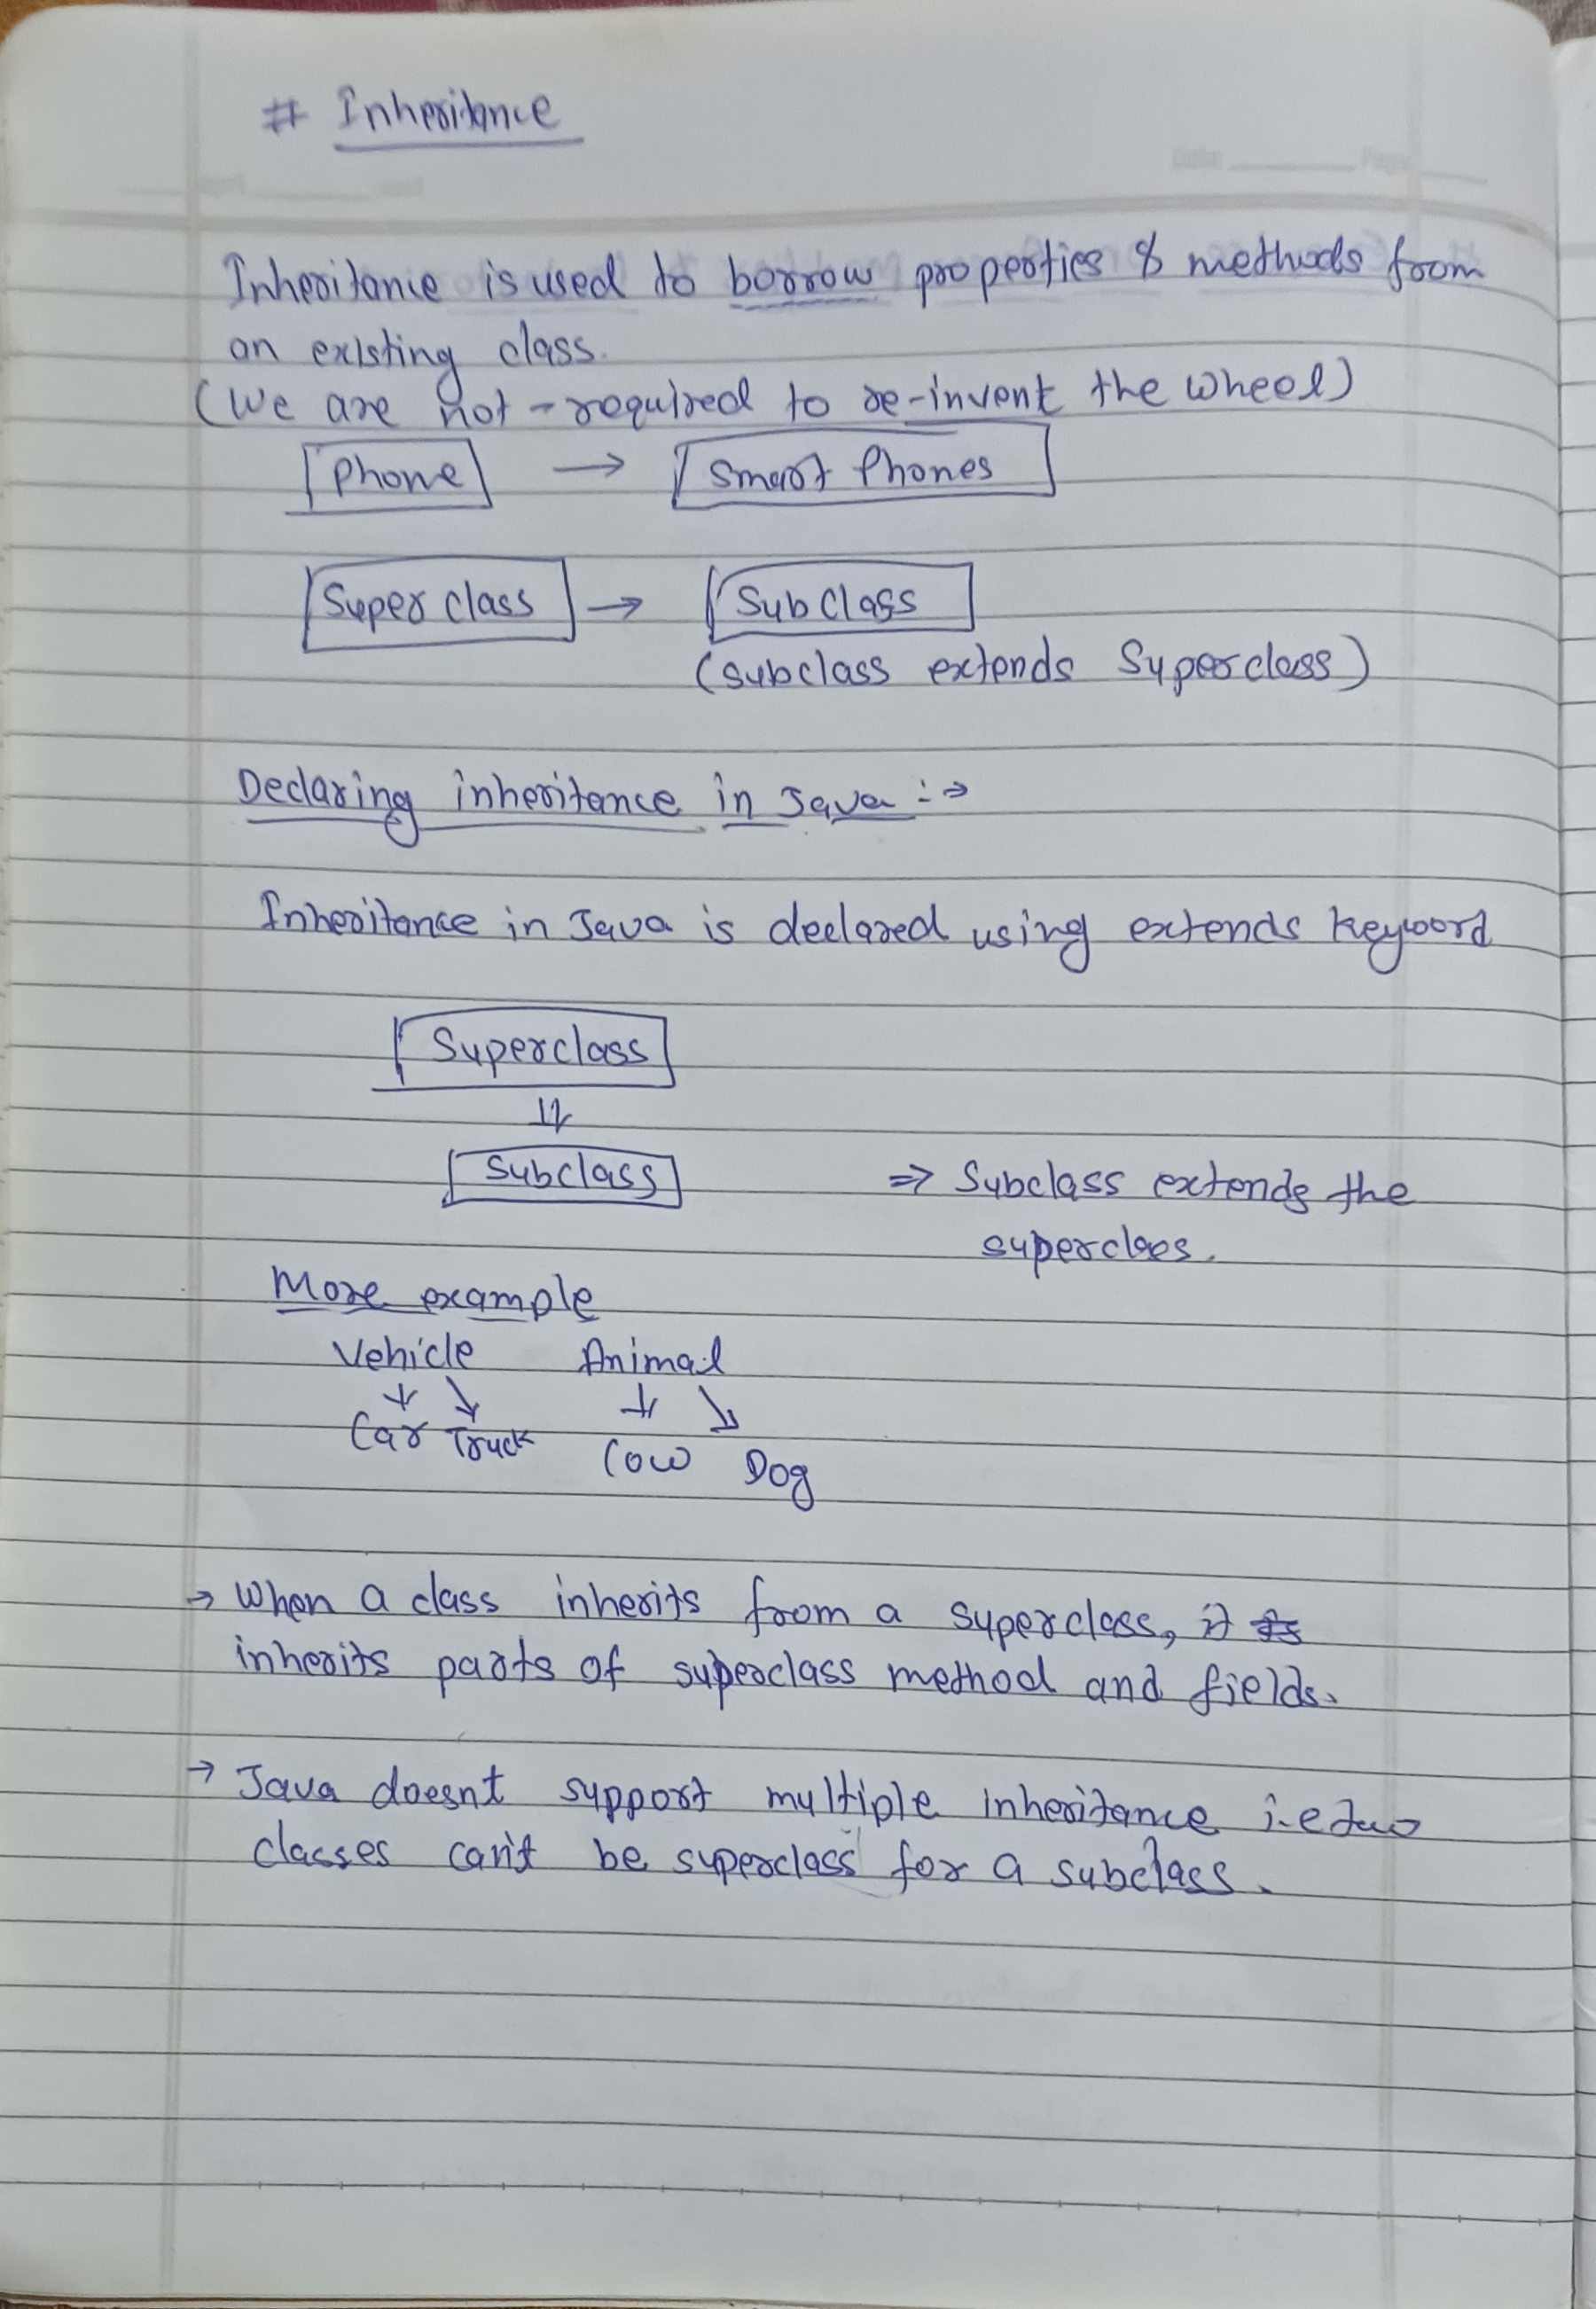 # Inheritance
Inheritance is used to borrow properties & methods from
an existing class.
(We are not-required to re-invent the wheel)
Phone → Smart Phones
Super class → Sub Class
(subclass extends Superclass)
Declaring inheritance in Java :→
Inheritance in Java is declared using extends keyword
Superclass
⇓
Subclass ⇒ Subclass extends the
superclass.
More example
Vehicle Animal
↓ ↘ ↓ ↘
Car Truck Cow Dog
→ When a class inherits from a superclass, it
inherits parts of superclass method and fields.
→ Java doesnt support multiple inheritance i.e two
classes can't be superclass for a subclass.